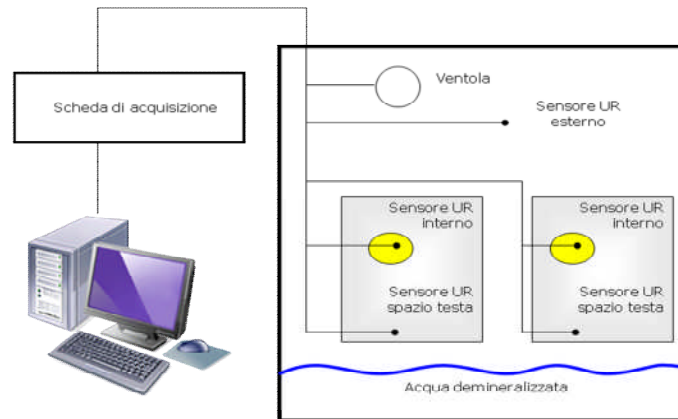 Scheda di acquisizione
Ventola
Sensore UR
esterno
Sensore UR
interno
Sensore UR
spazio testa
Sensore UR
interno
Sensore UR
spazio testa
Acqua demineralizzata